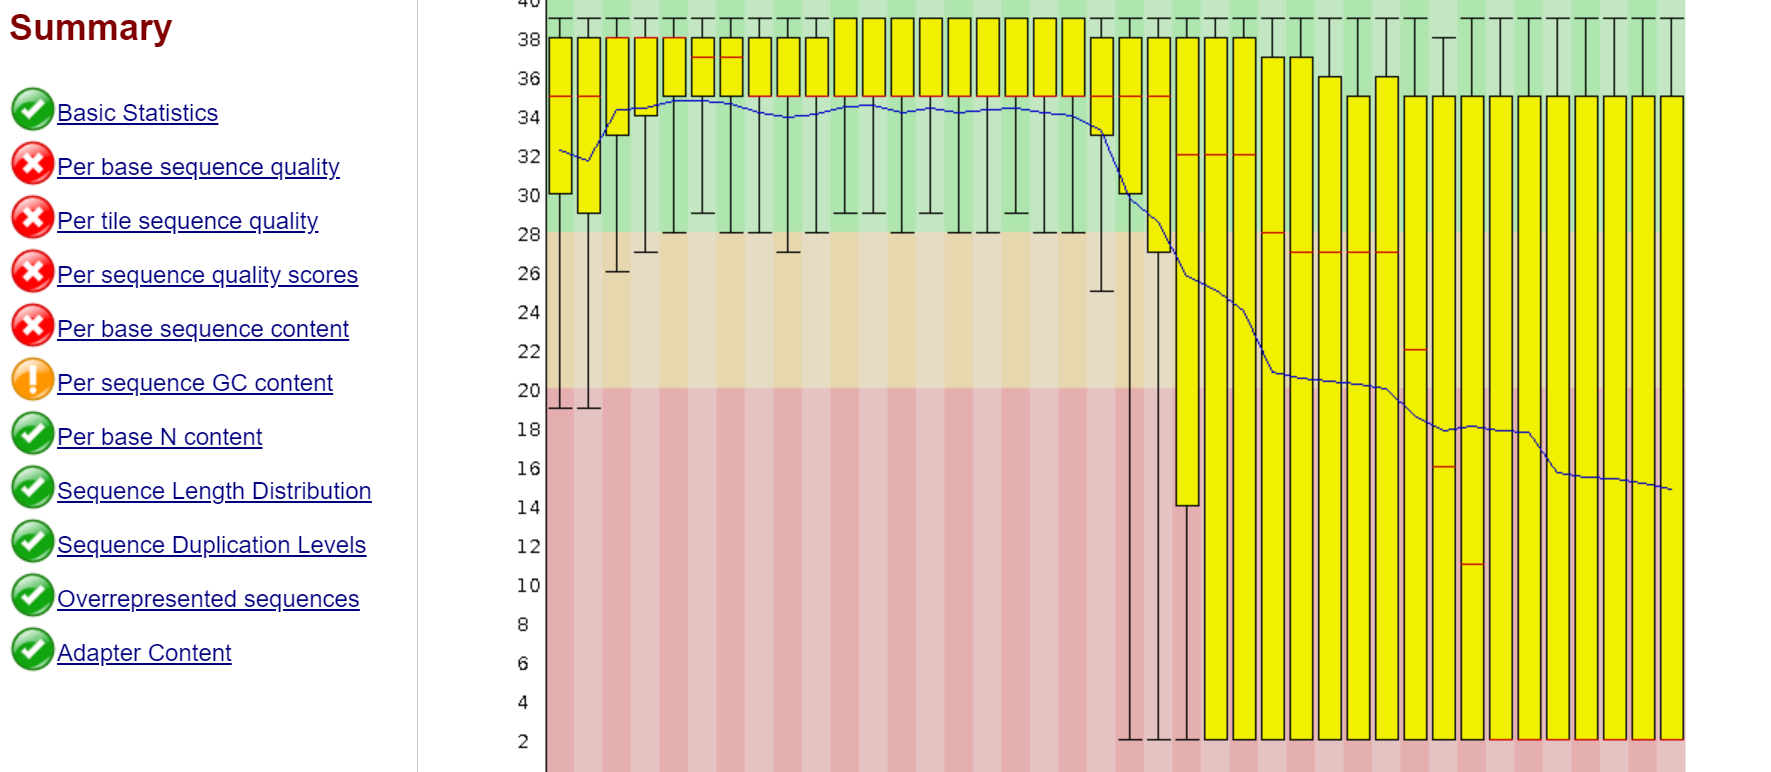 Summary
Basic Statistics
Per base sequence quality
Per tile sequence quality
Per sequence quality scores
Per base sequence content
Per sequence GC content
Per base N content
Sequence Length Distribution
Sequence Duplication Levels
Overrepresented sequences
Adapter Content
40
38
36
34
32
30
28
26
24
22
20
18
16
14
12
10
8
6
4
2